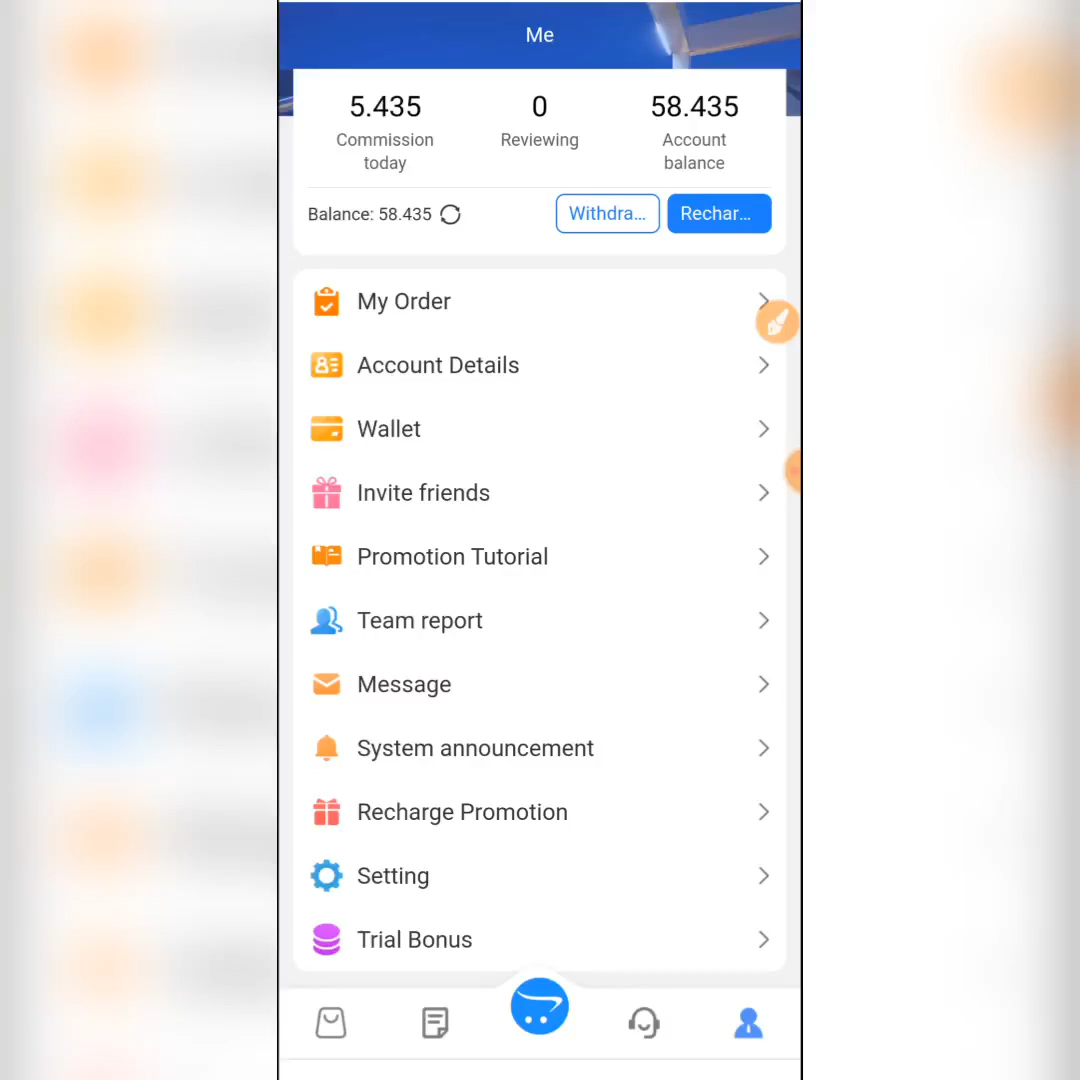 Me
5.435 0 58.435
Commission today Reviewing Account balance
Balance: 58.435 Withdra... Rechar...
My Order
Account Details
Wallet
Invite friends
Promotion Tutorial
Team report
Message
System announcement
Recharge Promotion
Setting
Trial Bonus